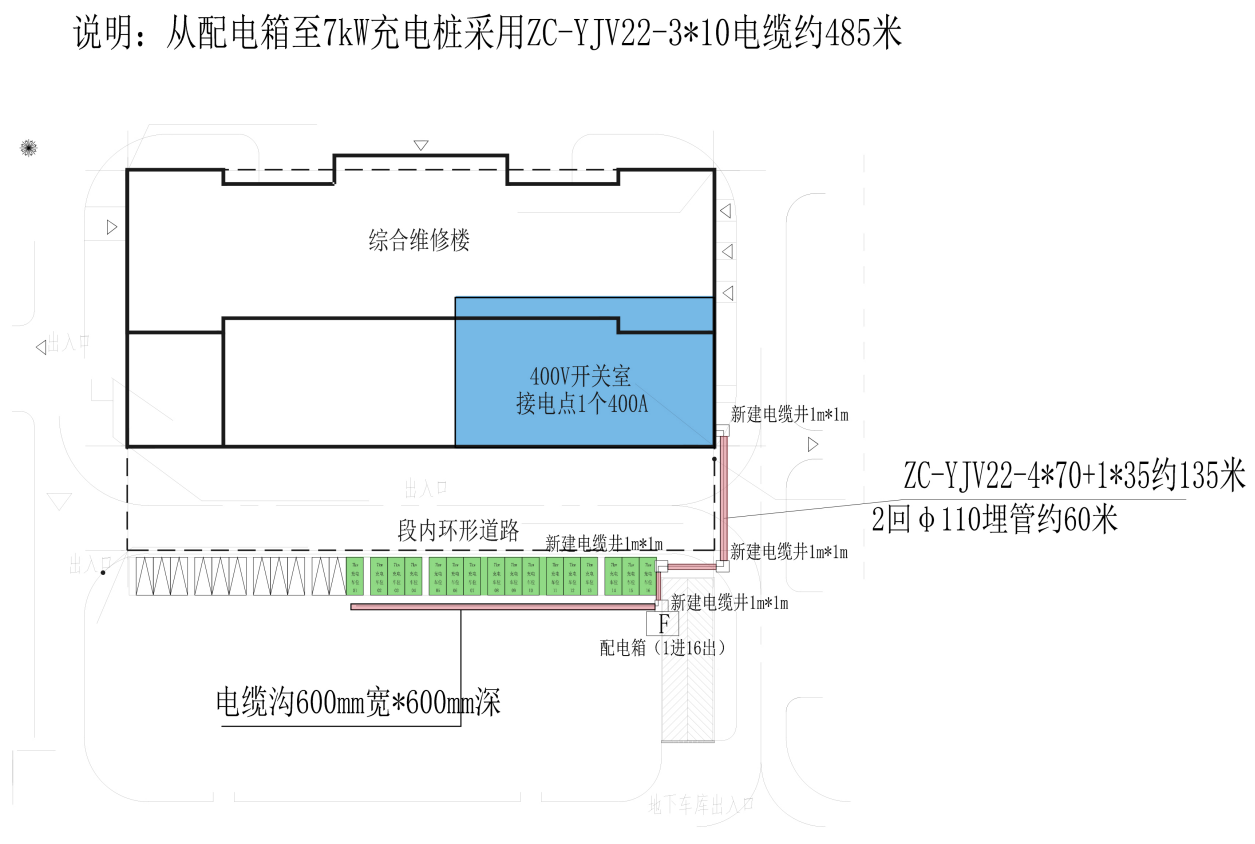 说明：从配电箱至7kW充电桩采用ZC-YJV22-3*10电缆约485米
综合维修楼
出入口
400V开关室
接电点1个400A
新建电缆井1m*1m
ZC-YJV22-4*70+1*35约135米
2回φ110埋管约60米
出入口
段内环形道路
新建电缆井1m*1m
新建电缆井1m*1m
出入口
新建电缆井1m*1m
F
配电箱（1进16出）
电缆沟600mm宽*600mm深
地下车库出入口